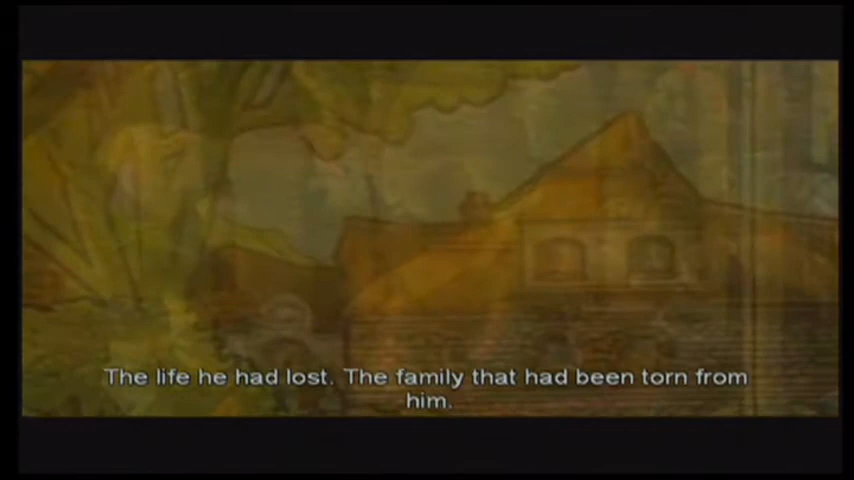 The life he had lost. The family that had been torn from
him.